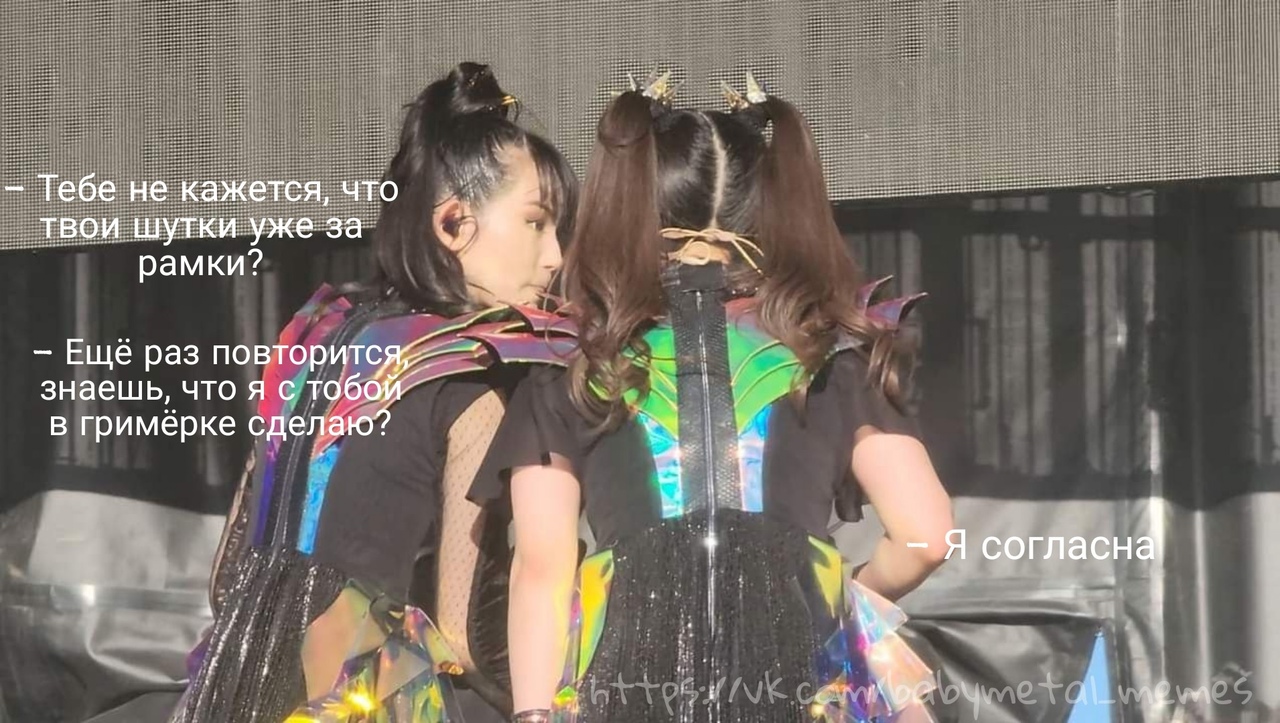 – Тебе не кажется, что
твои шутки уже за
рамки?
– Ещё раз повторится,
знаешь, что я с тобой
в гримёрке сделаю?
– Я согласна
https://vk.com/babymetal_memes